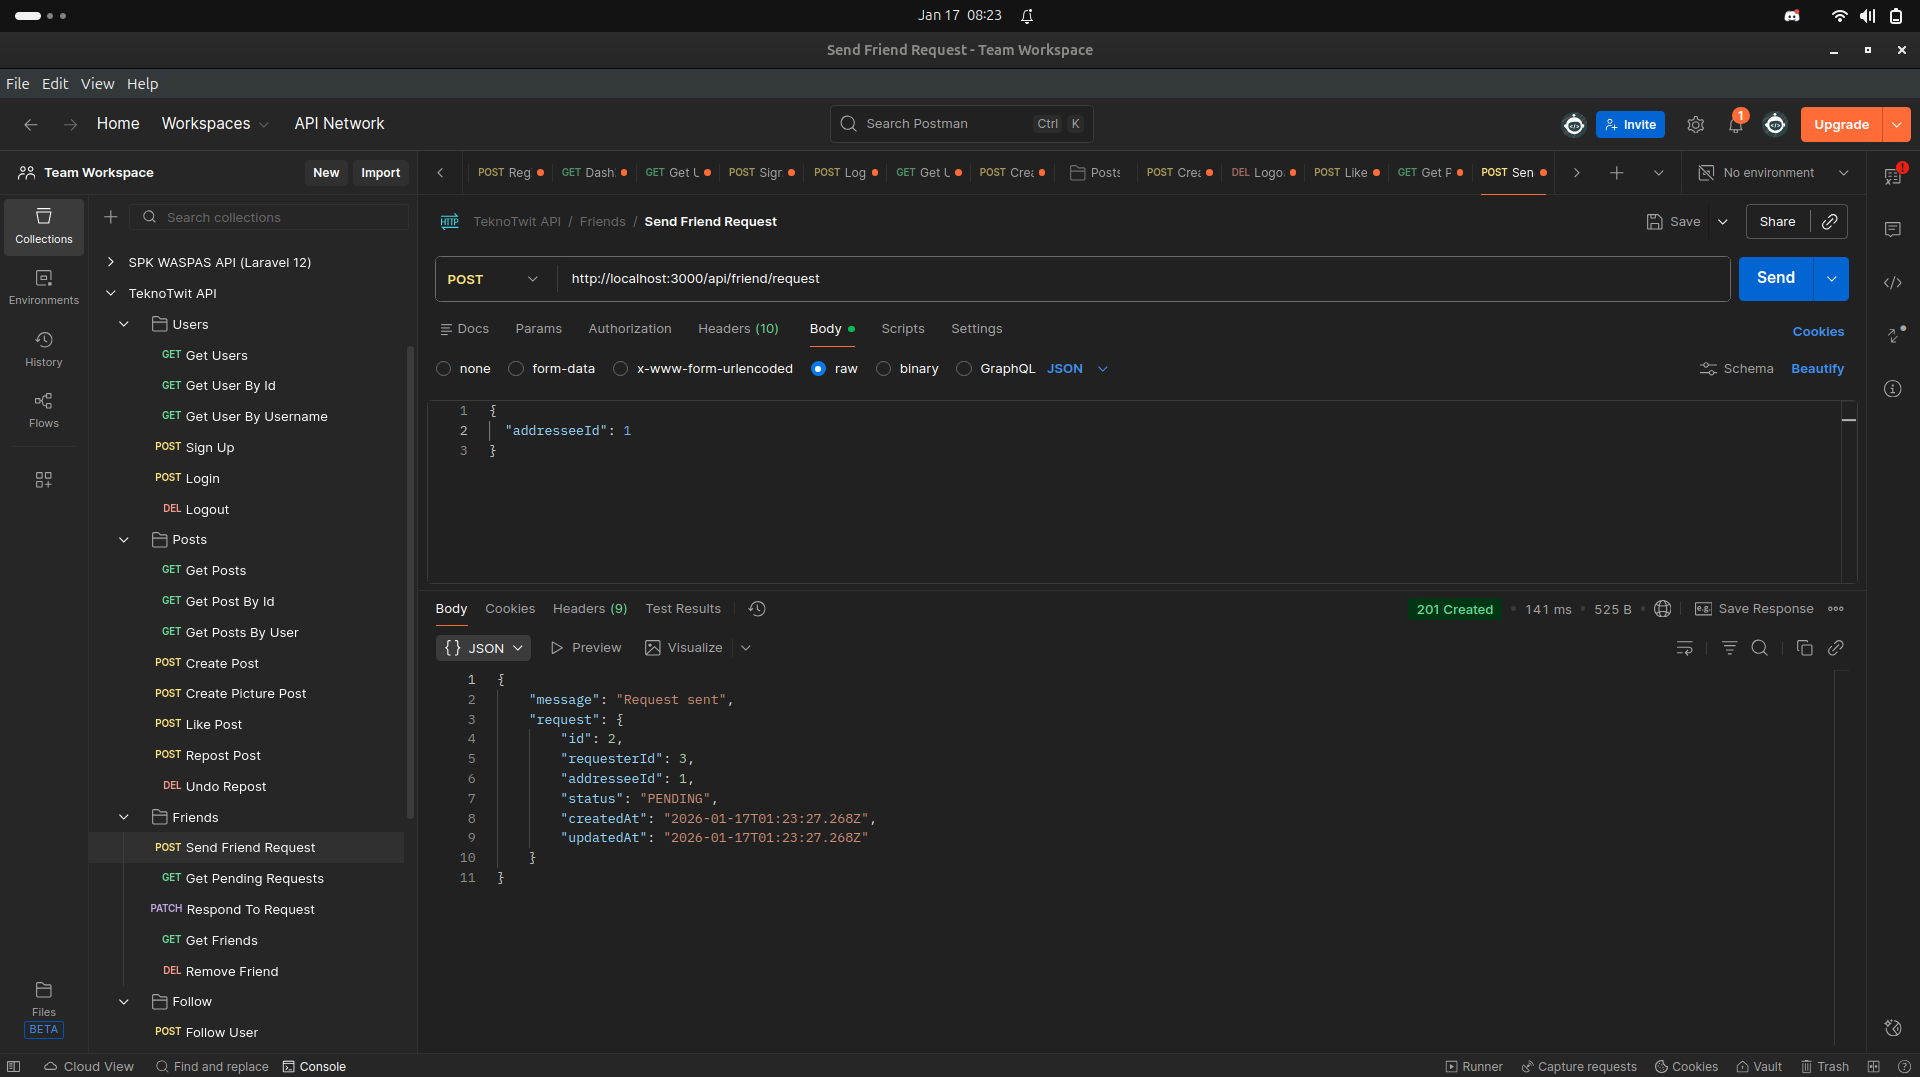 Jan 17 08:23
Send Friend Request - Team Workspace
File Edit View Help
Home Workspaces API Network
Search Postman Ctrl K
Invite
1
Upgrade
Team Workspace
New Import
POST Reg GET Dash GET Get U POST Sign POST Log GET Get U POST Crea Posts POST Crea DEL Logo POST Like GET Get P POST Sen
No environment
Collections
Environments
History
Flows
Files
BETA
Search collections
SPK WASPAS API (Laravel 12)
TeknoTwit API
Users
GET Get Users
GET Get User By Id
GET Get User By Username
POST Sign Up
POST Login
DEL Logout
Posts
GET Get Posts
GET Get Post By Id
GET Get Posts By User
POST Create Post
POST Create Picture Post
POST Like Post
POST Repost Post
DEL Undo Repost
Friends
POST Send Friend Request
GET Get Pending Requests
PATCH Respond To Request
GET Get Friends
DEL Remove Friend
Follow
POST Follow User
HTTP TeknoTwit API / Friends / Send Friend Request
Save Share
POST http://localhost:3000/api/friend/request
Send
Docs Params Authorization Headers (10) Body Scripts Settings
Cookies
none form-data x-www-form-urlencoded raw binary GraphQL JSON
Schema Beautify
1 {
2 "addresseeId": 1
3 }
Body Cookies Headers (9) Test Results
201 Created 141 ms 525 B e.g. Save Response
{} JSON Preview Visualize
1 {
2 "message": "Request sent",
3 "request": {
4 "id": 2,
5 "requesterId": 3,
6 "addresseeId": 1,
7 "status": "PENDING",
8 "createdAt": "2026-01-17T01:23:27.268Z",
9 "updatedAt": "2026-01-17T01:23:27.268Z"
10 }
11 }
Cloud View Find and replace Console
Runner Capture requests Cookies Vault Trash